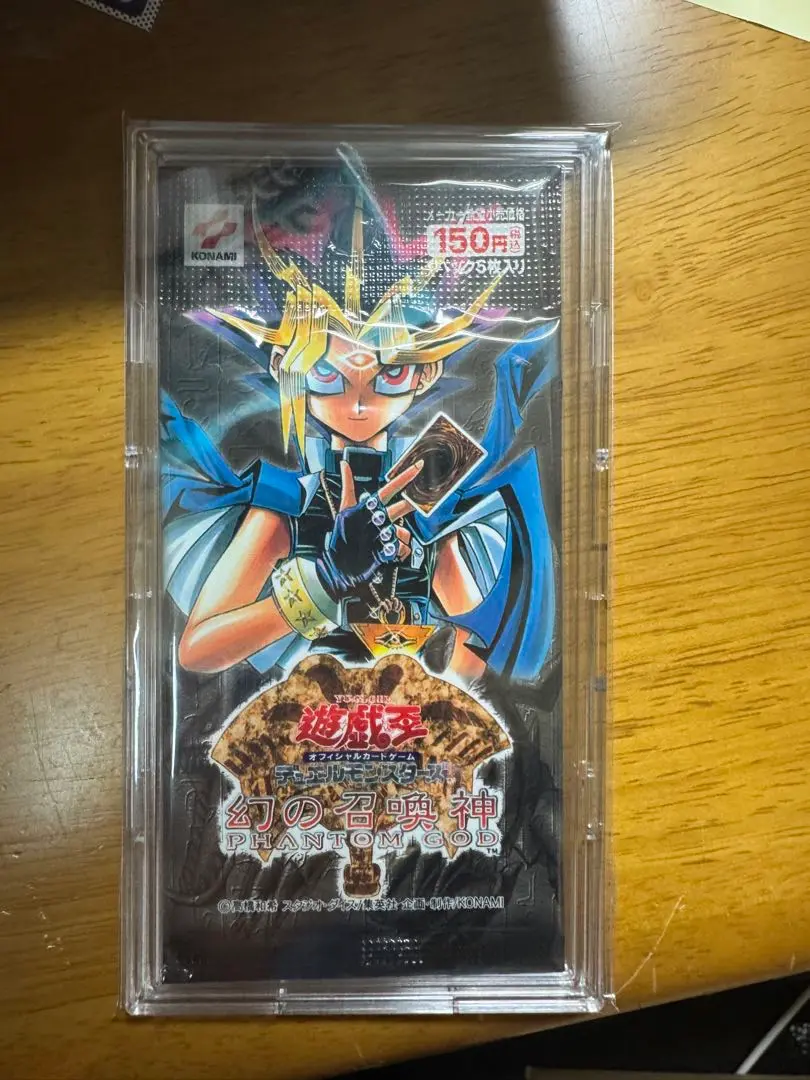 KONAMI
メーカー希望小売価格
150円税込
1パック5枚入り
YU-GI-OH
遊戯王
オフィシャルカードゲーム
デュエルモンスターズ
幻の召喚神
PHANTOM GOD
TM
©高橋和希 スタジオ・ダイス/集英社 企画・制作/KONAMI